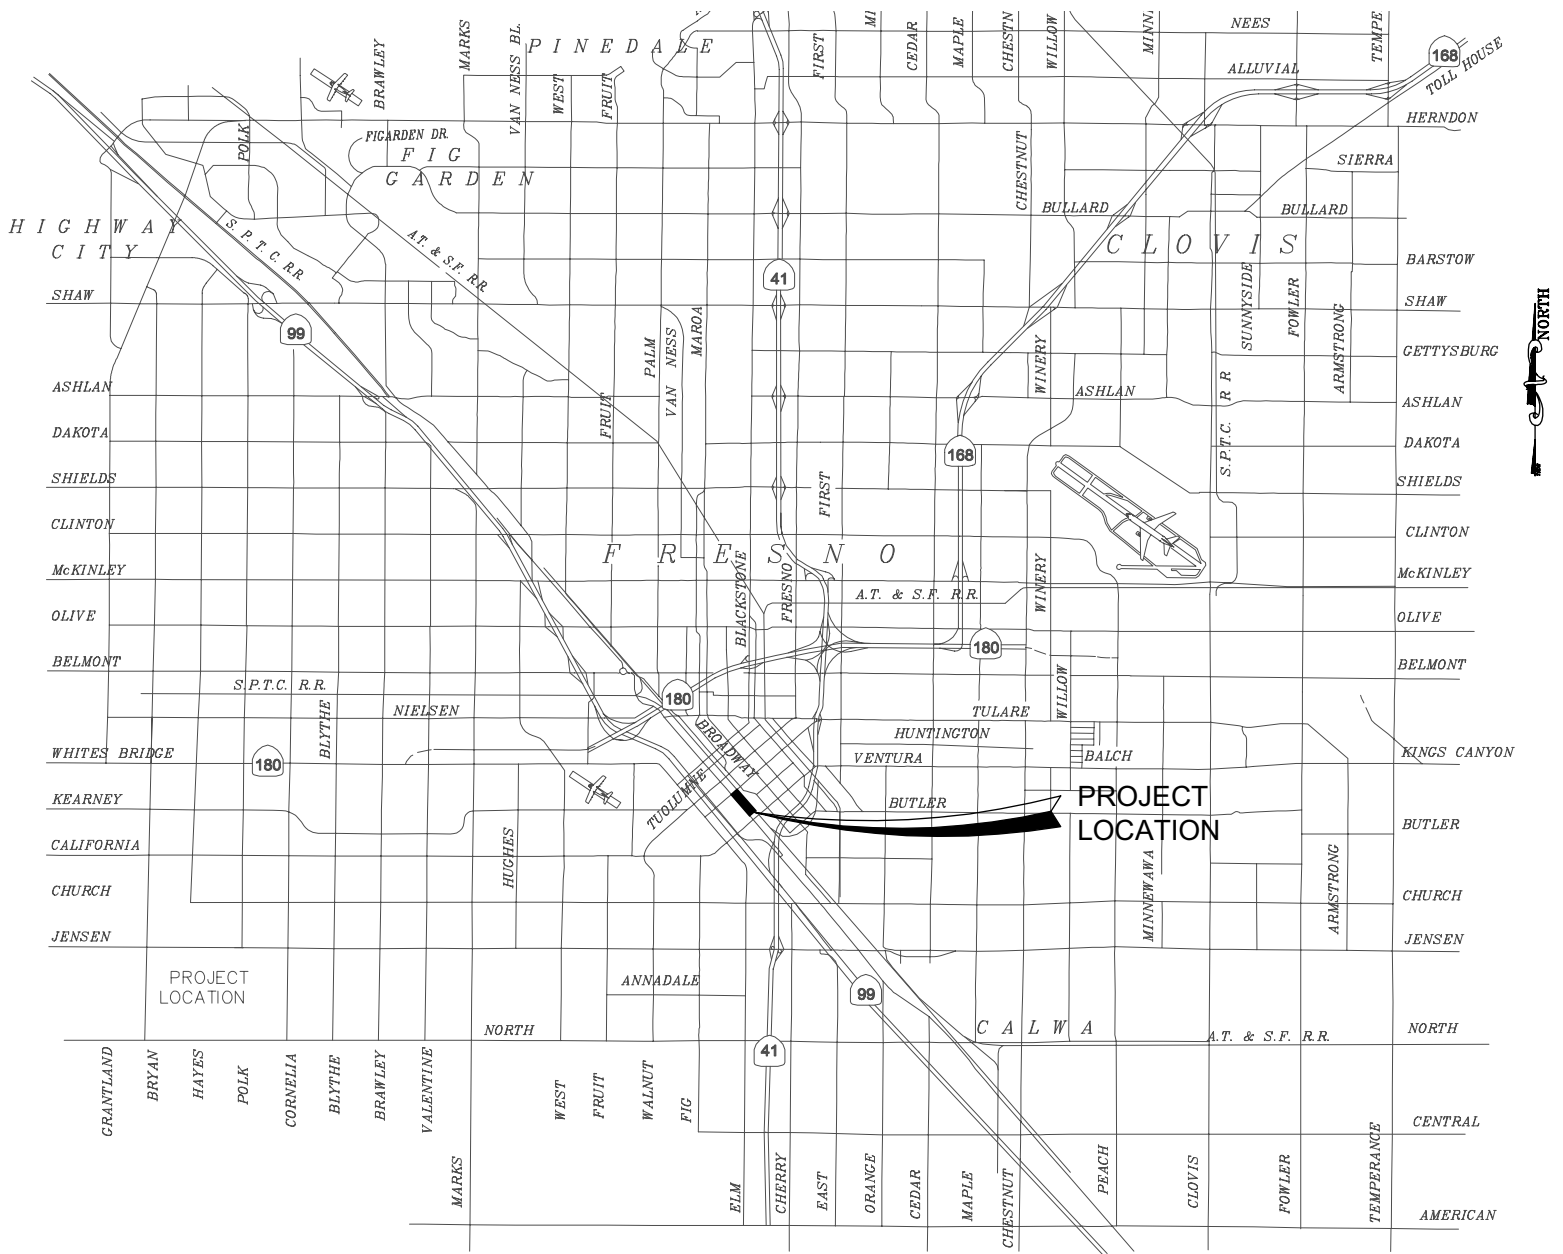 MARKS
VAN NESS BL.
PINEDALE
FIRST
CEDAR
MAPLE
WILLOW
NEES
168
TOLL HOUSE
BRAWLEY
WEST
FRUIT
ALLUVIAL
HERNDON
POLK
FIGARDEN DR.
FIG
GARDEN
CHESTNUT
SIERRA
HIGHWAY
CITY
S. P. T. C. R.R.
A.T. & S.F. R.R.
BULLARD
BULLARD
CLOVIS
BARSTOW
SHAW
99
41
SUNNYSIDE
FOWLER
ARMSTRONG
SHAW
NORTH
PALM
VAN NESS
MAROA
WINERY
GETTYSBURG
ASHLAN
FRUIT
ASHLAN
ASHLAN
DAKOTA
168
S.P.T.C. R R
DAKOTA
SHIELDS
FIRST
SHIELDS
CLINTON
FRESNO
CLINTON
McKINLEY
BLACKSTONE
FRESNO
A.T. & S.F. R.R.
WINERY
McKINLEY
OLIVE
OLIVE
BELMONT
180
BELMONT
S.P.T.C. R.R.
180
WILLOW
BLYTHE
NIELSEN
BROADWAY
TULARE
HUNTINGTON
WHITES BRIDGE
180
VENTURA
BALCH
KINGS CANYON
KEARNEY
TUOLUMNE
BUTLER
PROJECT
LOCATION
BUTLER
CALIFORNIA
HUGHES
MINNEWAWA
ARMSTRONG
CHURCH
CHURCH
JENSEN
JENSEN
PROJECT
LOCATION
ANNADALE
99
NORTH
CALWA
A.T. & S.F. R.R.
NORTH
41
GRANTLAND
BRYAN
HAYES
POLK
CORNELIA
BLYTHE
BRAWLEY
VALENTINE
WEST
FRUIT
WALNUT
FIG
CENTRAL
MARKS
ELM
CHERRY
EAST
ORANGE
CEDAR
MAPLE
CHESTNUT
PEACH
CLOVIS
FOWLER
TEMPERANCE
AMERICAN